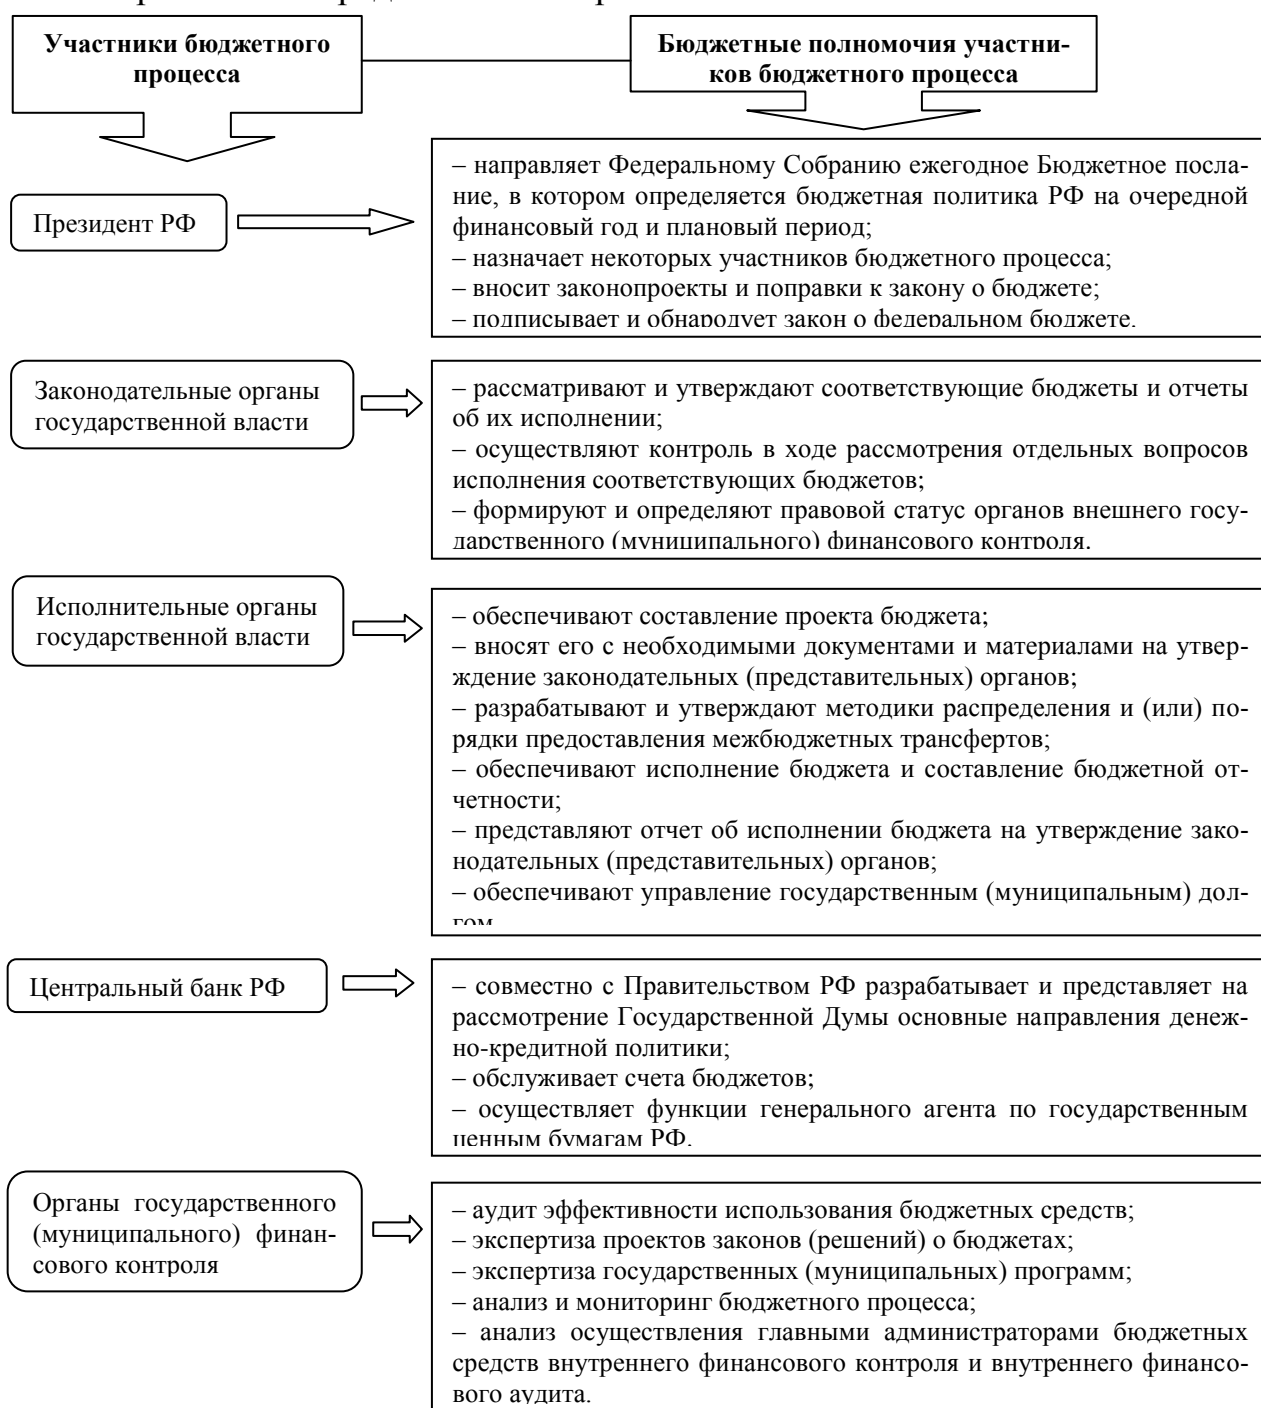 Участники бюджетного
процесса
Бюджетные полномочия участни-
ков бюджетного процесса
Президент РФ
– направляет Федеральному Собранию ежегодное Бюджетное посла-
ние, в котором определяется бюджетная политика РФ на очередной
финансовый год и плановый период;
– назначает некоторых участников бюджетного процесса;
– вносит законопроекты и поправки к закону о бюджете;
– подписывает и обнародует закон о федеральном бюджете.
Законодательные органы
государственной власти
– рассматривают и утверждают соответствующие бюджеты и отчеты
об их исполнении;
– осуществляют контроль в ходе рассмотрения отдельных вопросов
исполнения соответствующих бюджетов;
– формируют и определяют правовой статус органов внешнего госу-
дарственного (муниципального) финансового контроля.
Исполнительные органы
государственной власти
– обеспечивают составление проекта бюджета;
– вносят его с необходимыми документами и материалами на утвер-
ждение законодательных (представительных) органов;
– разрабатывают и утверждают методики распределения и (или) по-
рядки предоставления межбюджетных трансфертов;
– обеспечивают исполнение бюджета и составление бюджетной от-
четности;
– представляют отчет об исполнении бюджета на утверждение зако-
нодательных (представительных) органов;
– обеспечивают управление государственным (муниципальным) дол-
гом.
Центральный банк РФ
– совместно с Правительством РФ разрабатывает и представляет на
рассмотрение Государственной Думы основные направления денеж-
но-кредитной политики;
– обслуживает счета бюджетов;
– осуществляет функции генерального агента по государственным
ценным бумагам РФ.
Органы государственного
(муниципального) финан-
сового контроля
– аудит эффективности использования бюджетных средств;
– экспертиза проектов законов (решений) о бюджетах;
– экспертиза государственных (муниципальных) программ;
– анализ и мониторинг бюджетного процесса;
– анализ осуществления главными администраторами бюджетных
средств внутреннего финансового контроля и внутреннего финансо-
вого аудита.